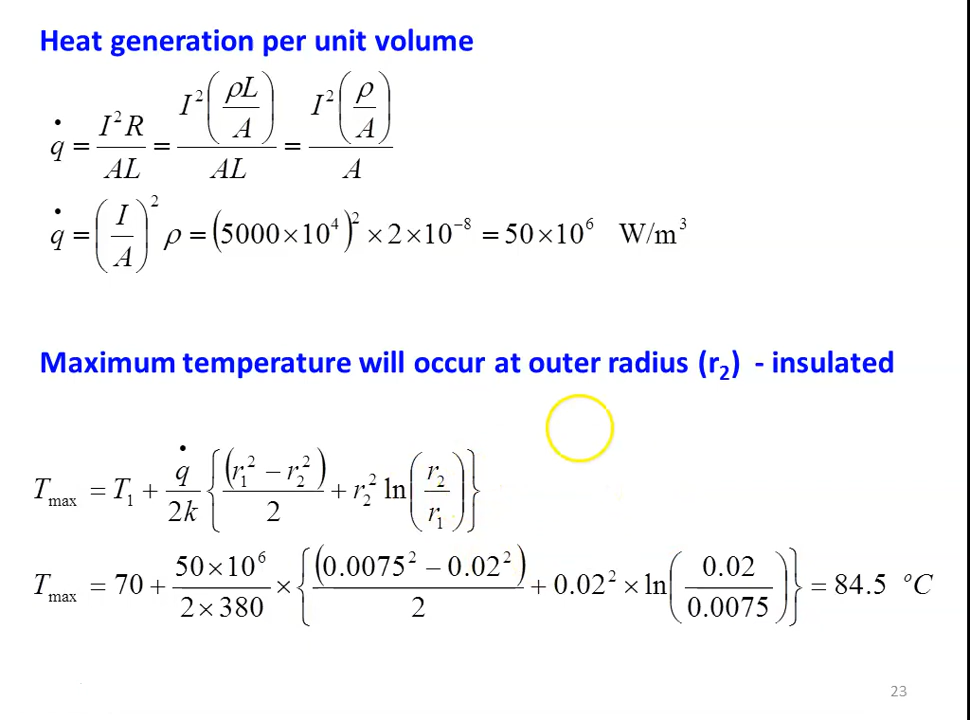 Heat generation per unit volume
q̇ = I²R / AL = I²(ρL / A) / AL = I²(ρ / A) / A
q̇ = (I / A)² ρ = (5000×10⁴)² × 2×10⁻⁸ = 50×10⁶ W/m³
Maximum temperature will occur at outer radius (r₂) - insulated
Tmax = T₁ + q̇ / 2k {(r₁² − r₂²) / 2 + r₂² ln(r₂ / r₁)}
Tmax = 70 + 50×10⁶ / 2×380 × {(0.0075² − 0.02²) / 2 + 0.02² × ln(0.02 / 0.0075)} = 84.5 °C
23